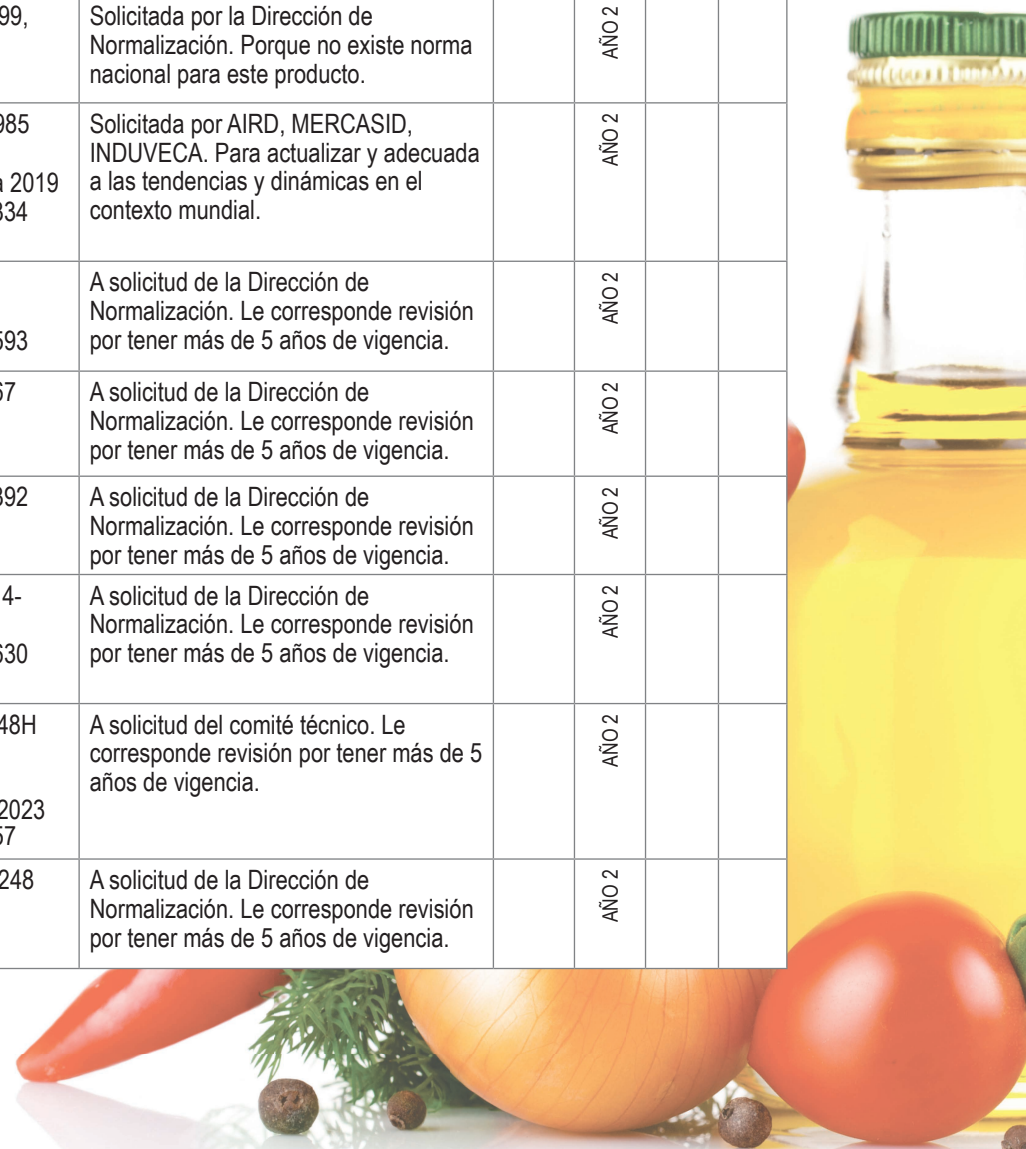 99,
Solicitada por la Dirección de
Normalización. Porque no existe norma
nacional para este producto.
AÑO 2
985
a 2019
334
Solicitada por AIRD, MERCASID,
INDUVECA. Para actualizar y adecuada
a las tendencias y dinámicas en el
contexto mundial.
AÑO 2
593
A solicitud de la Dirección de
Normalización. Le corresponde revisión
por tener más de 5 años de vigencia.
AÑO 2
67
A solicitud de la Dirección de
Normalización. Le corresponde revisión
por tener más de 5 años de vigencia.
AÑO 2
392
A solicitud de la Dirección de
Normalización. Le corresponde revisión
por tener más de 5 años de vigencia.
AÑO 2
4-
630
A solicitud de la Dirección de
Normalización. Le corresponde revisión
por tener más de 5 años de vigencia.
AÑO 2
48H
2023
57
A solicitud del comité técnico. Le
corresponde revisión por tener más de 5
años de vigencia.
AÑO 2
248
A solicitud de la Dirección de
Normalización. Le corresponde revisión
por tener más de 5 años de vigencia.
AÑO 2